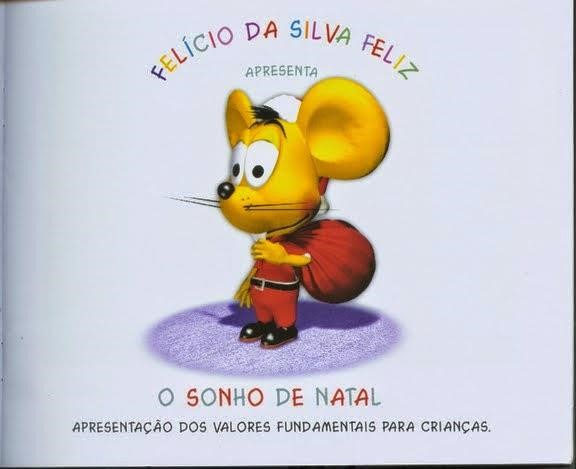 FELÍCIO DA SILVA FELIZ
APRESENTA
O SONHO DE NATAL
APRESENTAÇÃO DOS VALORES FUNDAMENTAIS PARA CRIANÇAS.